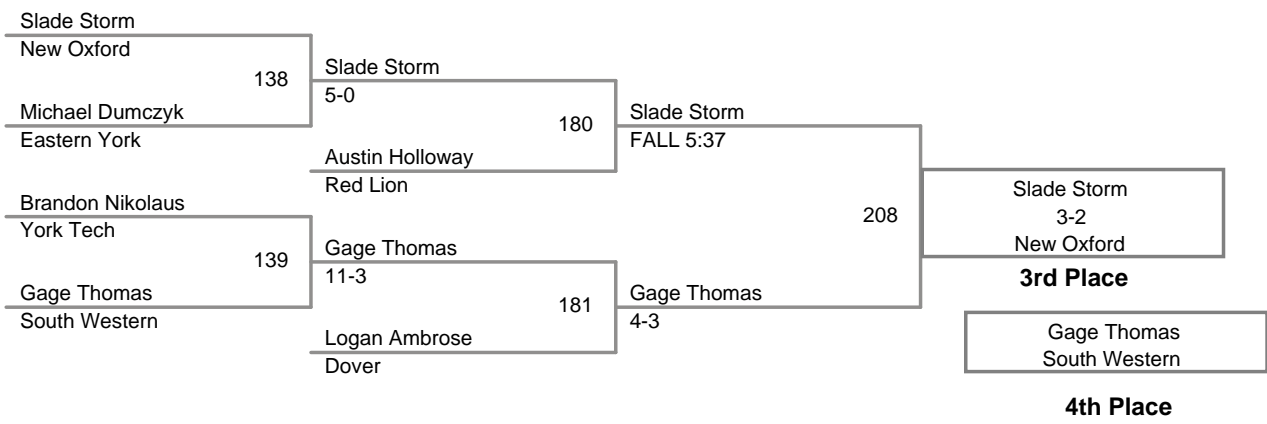 Slade Storm
New Oxford
138
Michael Dumczyk
Eastern York
Brandon Nikolaus
York Tech
139
Gage Thomas
South Western
Slade Storm
5-0
180
Austin Holloway
Red Lion
Gage Thomas
11-3
181
Logan Ambrose
Dover
Slade Storm
FALL 5:37
208
Gage Thomas
4-3
Slade Storm
3-2
New Oxford
3rd Place
Gage Thomas
South Western
4th Place